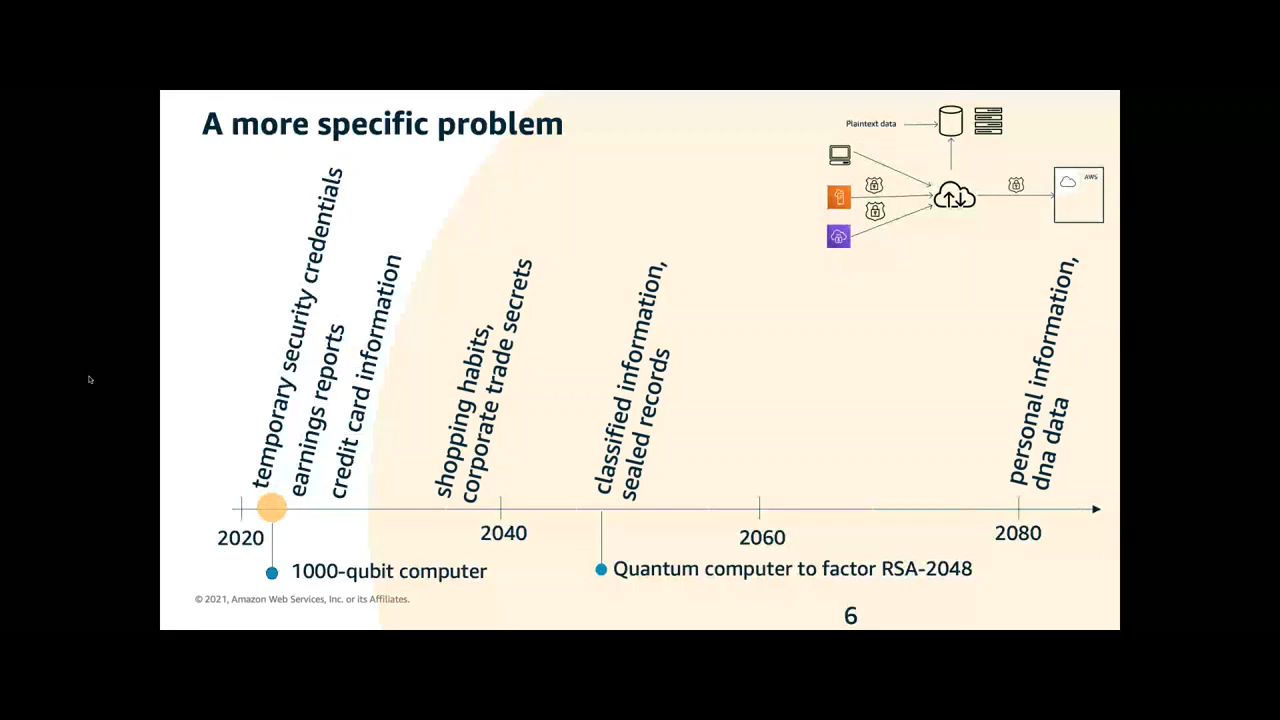 A more specific problem
Plaintext data
AWS
temporary security credentials
earnings reports
credit card information
shopping habits,
corporate trade secrets
classified information,
sealed records
personal information,
dna data
2020
2040
2060
2080
1000-qubit computer
Quantum computer to factor RSA-2048
© 2021, Amazon Web Services, Inc. or its Affiliates.
6